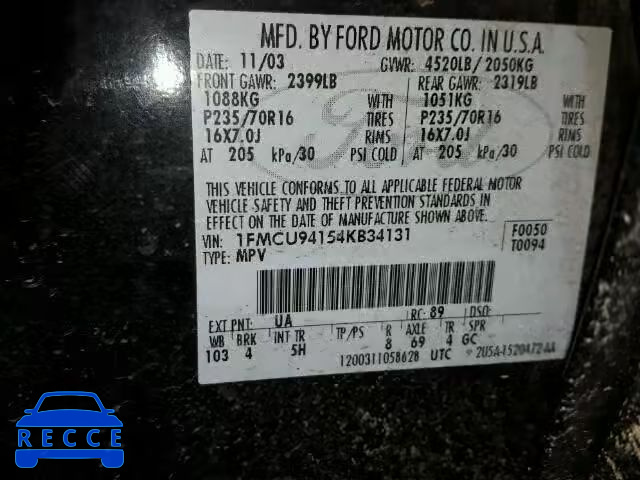 MFD. BY FORD MOTOR CO. IN U.S.A.
DATE: 11/03 GVWR: 4520LB/2050KG
FRONT GAWR: 2399LB REAR GAWR: 2319LB
1088KG WITH 1051KG WITH
P235/70R16 TIRES P235/70R16 TIRES
16X7.0J RIMS 16X7.0J RIMS
AT 205 kPa/30 PSI COLD AT 205 kPa/30 PSI COLD
THIS VEHICLE CONFORMS TO ALL APPLICABLE FEDERAL MOTOR
VEHICLE SAFETY AND THEFT PREVENTION STANDARDS IN
EFFECT ON THE DATE OF MANUFACTURE SHOWN ABOVE.
VIN: 1FMCU94154KB34131 F0050
TYPE: MPV T0094
EXT PNT: UA RC: 89 DSO:
WB BRK INT TR TP/PS R AXLE TR SPR
103 4 5H 8 69 4 GC
1200311058628 UTC
Ford
RECCE